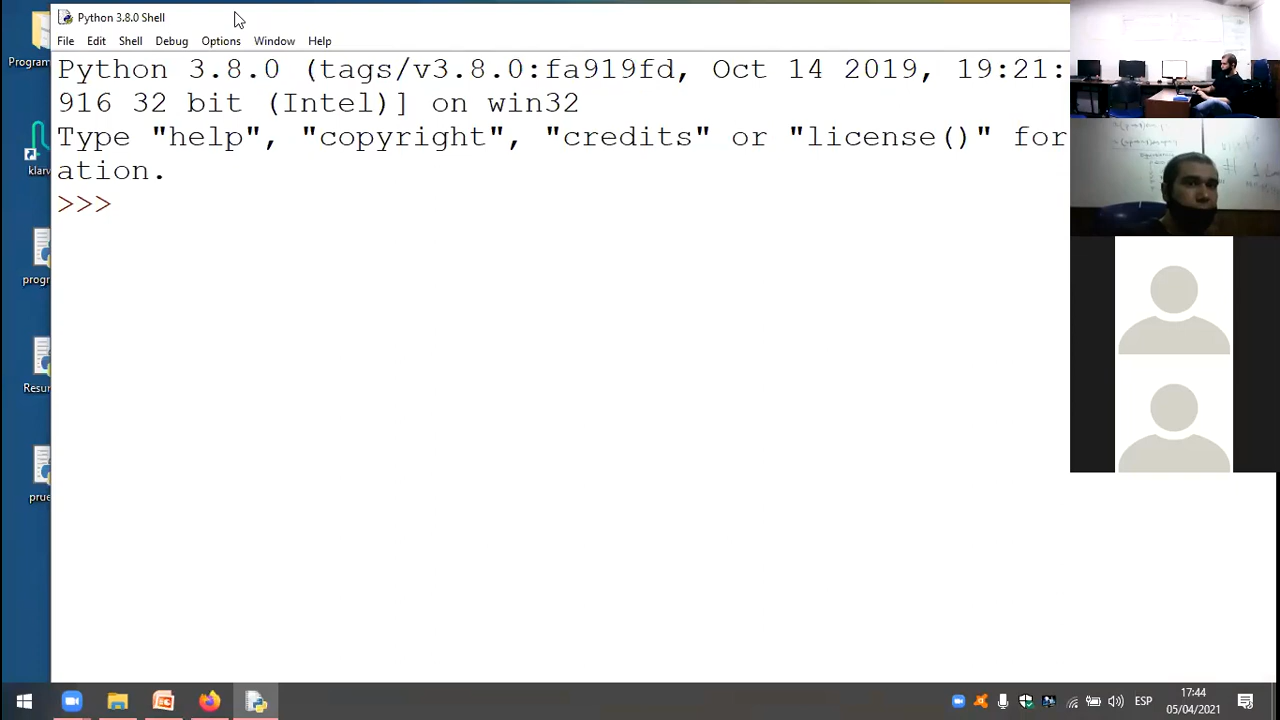 Python 3.8.0 Shell
File Edit Shell Debug Options Window Help
Python 3.8.0 (tags/v3.8.0:fa919fd, Oct 14 2019, 19:21:
916 32 bit (Intel)] on win32
Type "help", "copyright", "credits" or "license()" for
ation.
>>>
Program
klarv
progr
Resur
prue
ESP
17:44
05/04/2021